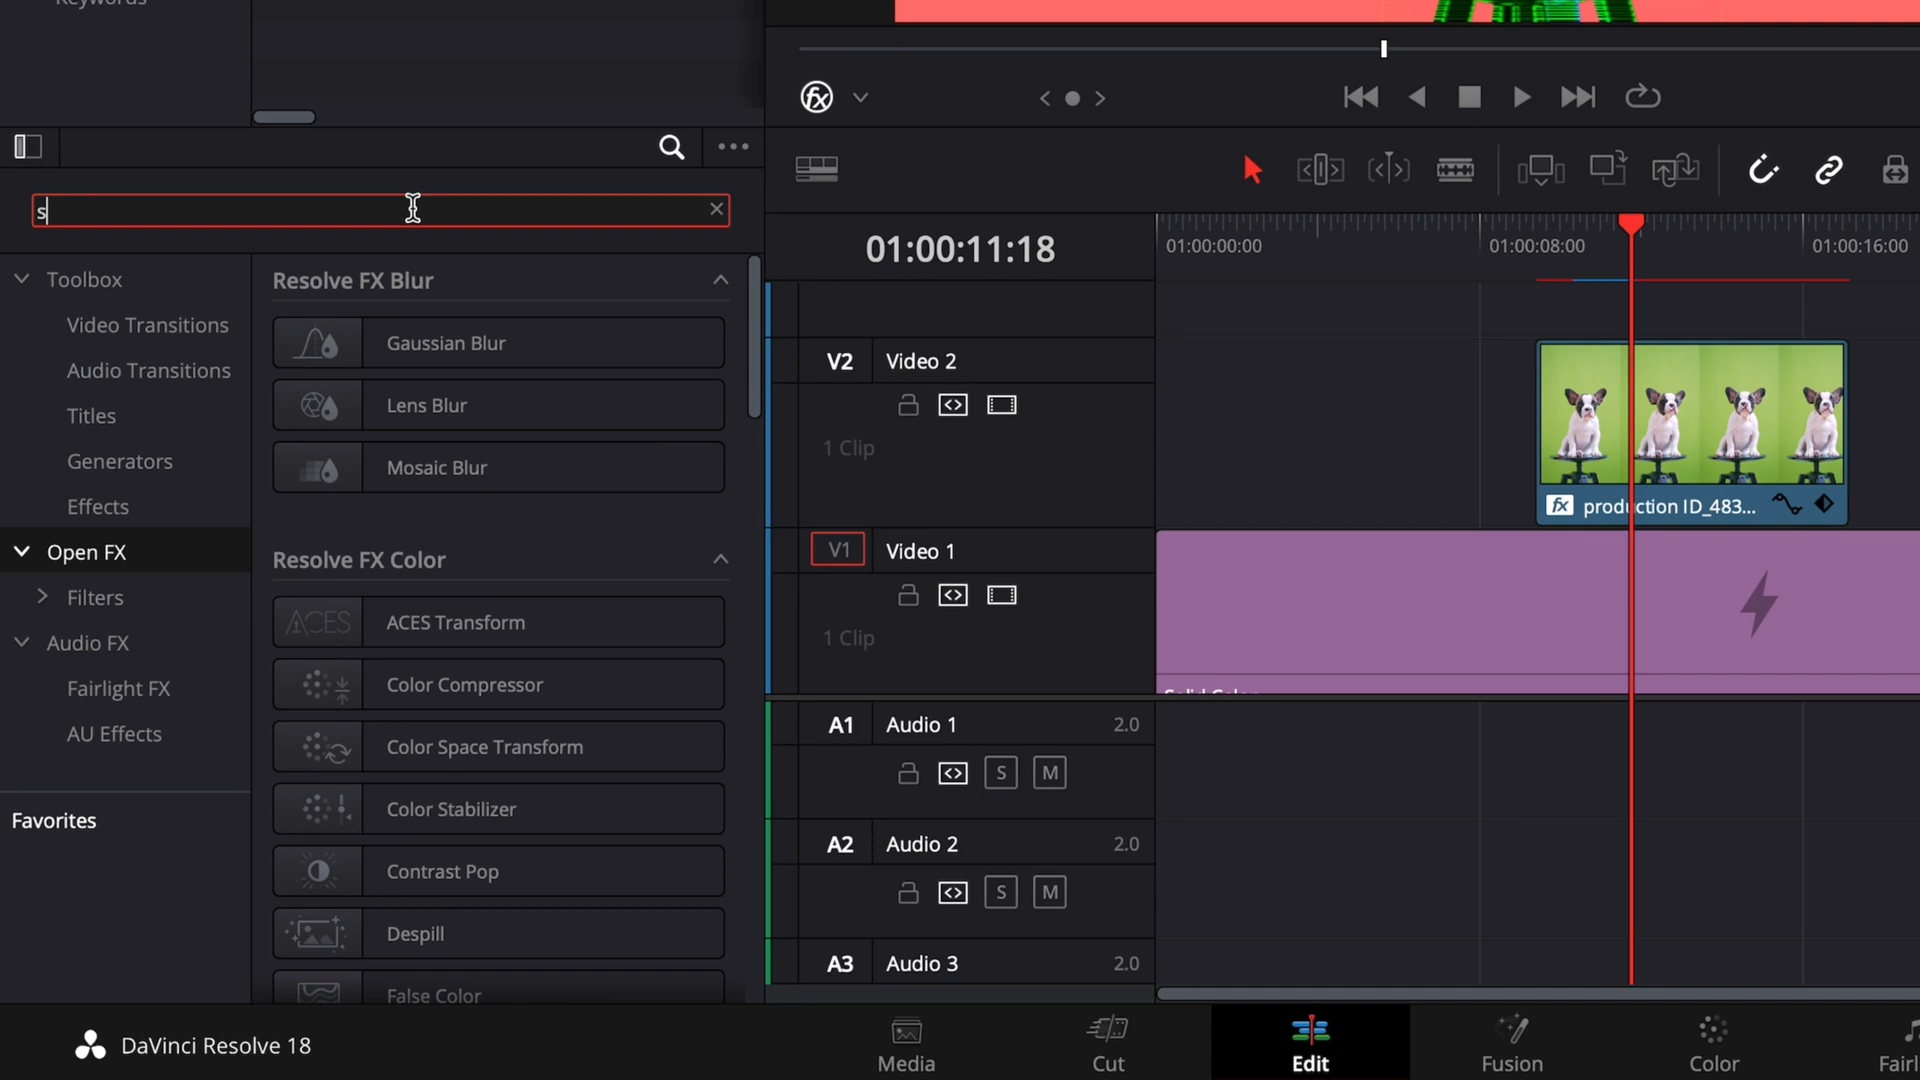 Keywords
fx
s
01:00:11:18
01:00:00:00
01:00:08:00
01:00:16:00
Toolbox
Video Transitions
Audio Transitions
Titles
Generators
Effects
Open FX
Filters
Audio FX
Fairlight FX
AU Effects
Favorites
Resolve FX Blur
Gaussian Blur
Lens Blur
Mosaic Blur
Resolve FX Color
ACES
ACES Transform
Color Compressor
Color Space Transform
Color Stabilizer
Contrast Pop
Despill
False Color
V2 Video 2
1 Clip
fx production ID_483...
V1 Video 1
1 Clip
Solid Color
A1 Audio 1 2.0
S M
A2 Audio 2 2.0
S M
A3 Audio 3 2.0
DaVinci Resolve 18
Media
Cut
Edit
Fusion
Color
Fairl